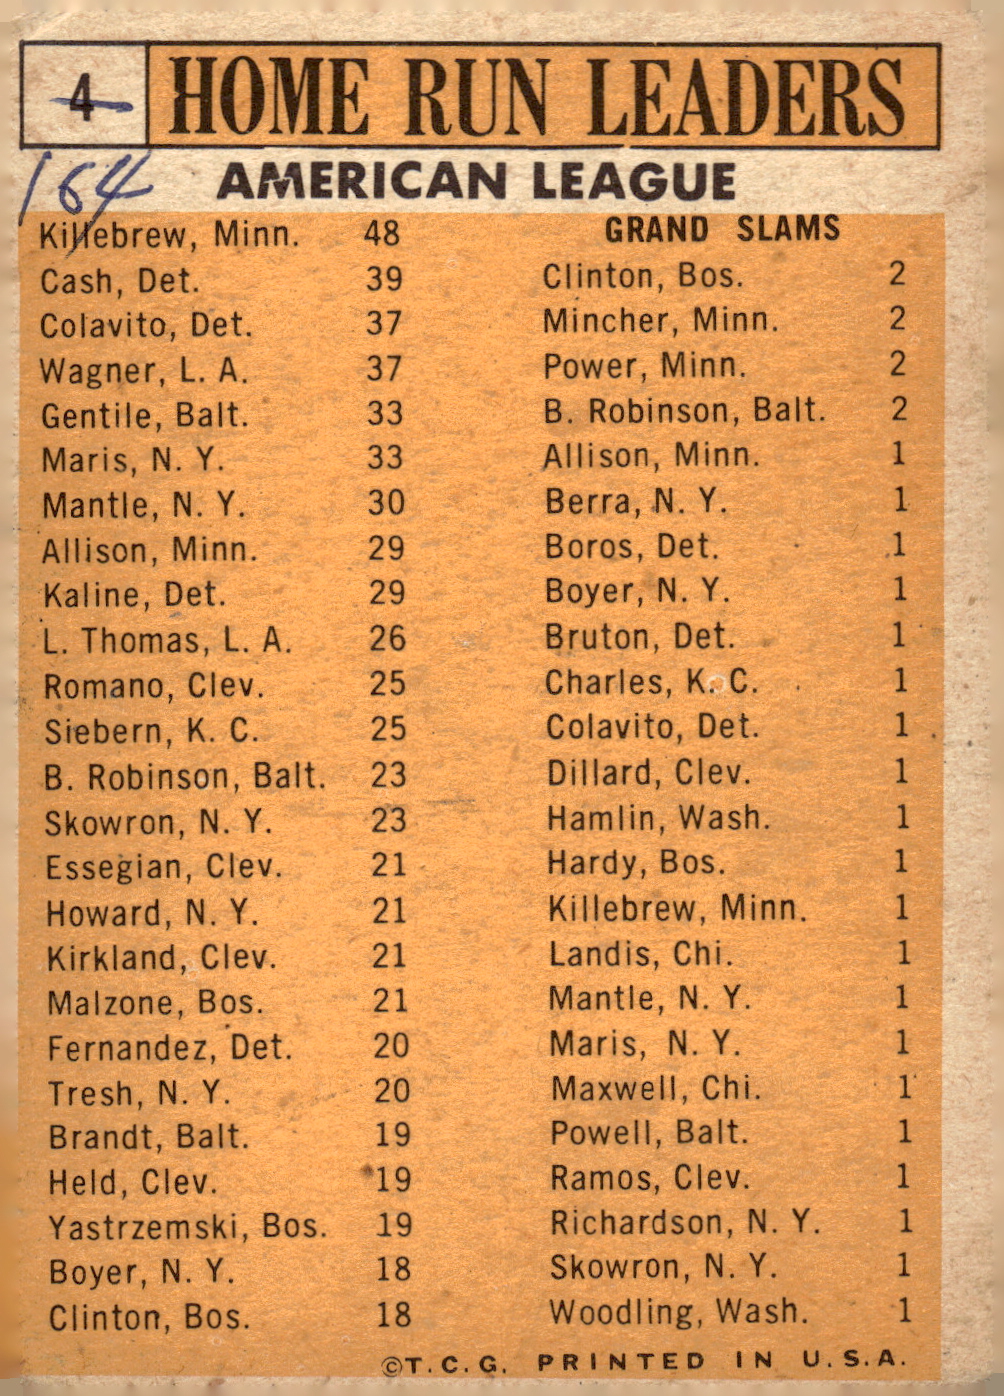 4 HOME RUN LEADERS
164
AMERICAN LEAGUE
Killebrew, Minn. 48
Cash, Det. 39
Colavito, Det. 37
Wagner, L. A. 37
Gentile, Balt. 33
Maris, N. Y. 33
Mantle, N. Y. 30
Allison, Minn. 29
Kaline, Det. 29
L. Thomas, L. A. 26
Romano, Clev. 25
Siebern, K. C. 25
B. Robinson, Balt. 23
Skowron, N. Y. 23
Essegian, Clev. 21
Howard, N. Y. 21
Kirkland, Clev. 21
Malzone, Bos. 21
Fernandez, Det. 20
Tresh, N. Y. 20
Brandt, Balt. 19
Held, Clev. 19
Yastrzemski, Bos. 19
Boyer, N. Y. 18
Clinton, Bos. 18
GRAND SLAMS
Clinton, Bos. 2
Mincher, Minn. 2
Power, Minn. 2
B. Robinson, Balt. 2
Allison, Minn. 1
Berra, N. Y. 1
Boros, Det. 1
Boyer, N. Y. 1
Bruton, Det. 1
Charles, K. C. 1
Colavito, Det. 1
Dillard, Clev. 1
Hamlin, Wash. 1
Hardy, Bos. 1
Killebrew, Minn. 1
Landis, Chi. 1
Mantle, N. Y. 1
Maris, N. Y. 1
Maxwell, Chi. 1
Powell, Balt. 1
Ramos, Clev. 1
Richardson, N. Y. 1
Skowron, N. Y. 1
Woodling, Wash. 1
©T.C.G. PRINTED IN U.S.A.